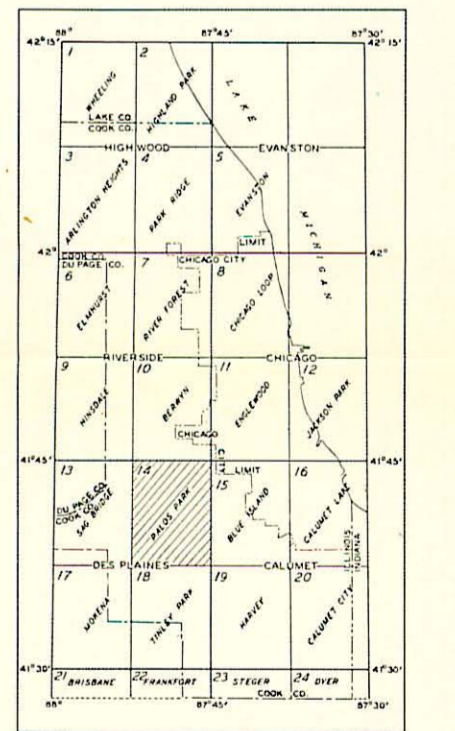 88° 87°45' 87°30'
42°15' 42°15'
1 2
WHEELING HIGHLAND PARK LAKE
LAKE CO.
COOK CO.
3 HIGHWOOD 4 5 EVANSTON
ARLINGTON HEIGHTS PARK RIDGE EVANSTON MICHIGAN
LIMIT
42° 42°
COOK CO.
DU PAGE CO.
6 7 CHICAGO CITY 8
ELMHURST RIVER FOREST CHICAGO LOOP
9 RIVERSIDE 10 11 CHICAGO 12
HINSDALE BERWYN ENGLEWOOD JACKSON PARK
CHICAGO
CITY
41°45' 41°45'
13 14 15 LIMIT 16
DU PAGE CO.
COOK CO.
SAG BRIDGE PALOS PARK BLUE ISLAND CALUMET LAKE
ILLINOIS
INDIANA
17 DES PLAINES 18 19 CALUMET 20
MOKENA TINLEY PARK HARVEY CALUMET CITY
41°30' 41°30'
21 BRISBANE 22 FRANKFORT 23 STEGER 24 DYER
COOK CO.
88° 87°45' 87°30'